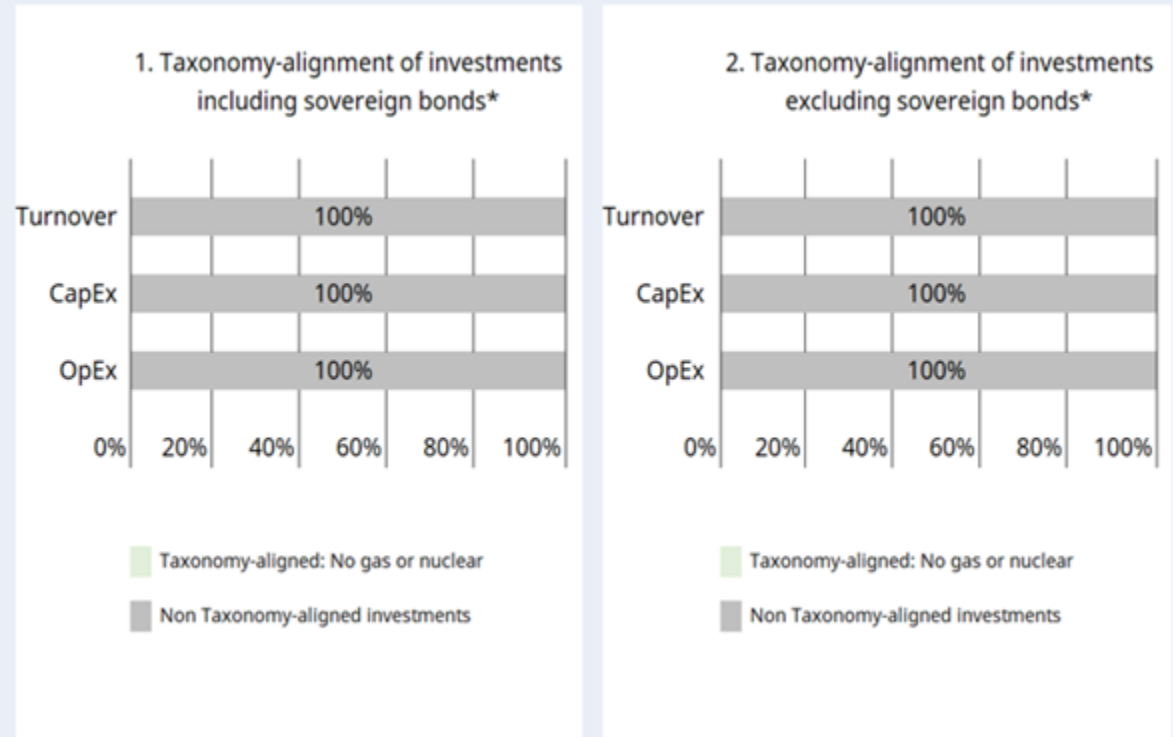 1. Taxonomy-alignment of investments
including sovereign bonds*
Turnover 100%
CapEx 100%
OpEx 100%
0% 20% 40% 60% 80% 100%
Taxonomy-aligned: No gas or nuclear
Non Taxonomy-aligned investments
2. Taxonomy-alignment of investments
excluding sovereign bonds*
Turnover 100%
CapEx 100%
OpEx 100%
0% 20% 40% 60% 80% 100%
Taxonomy-aligned: No gas or nuclear
Non Taxonomy-aligned investments